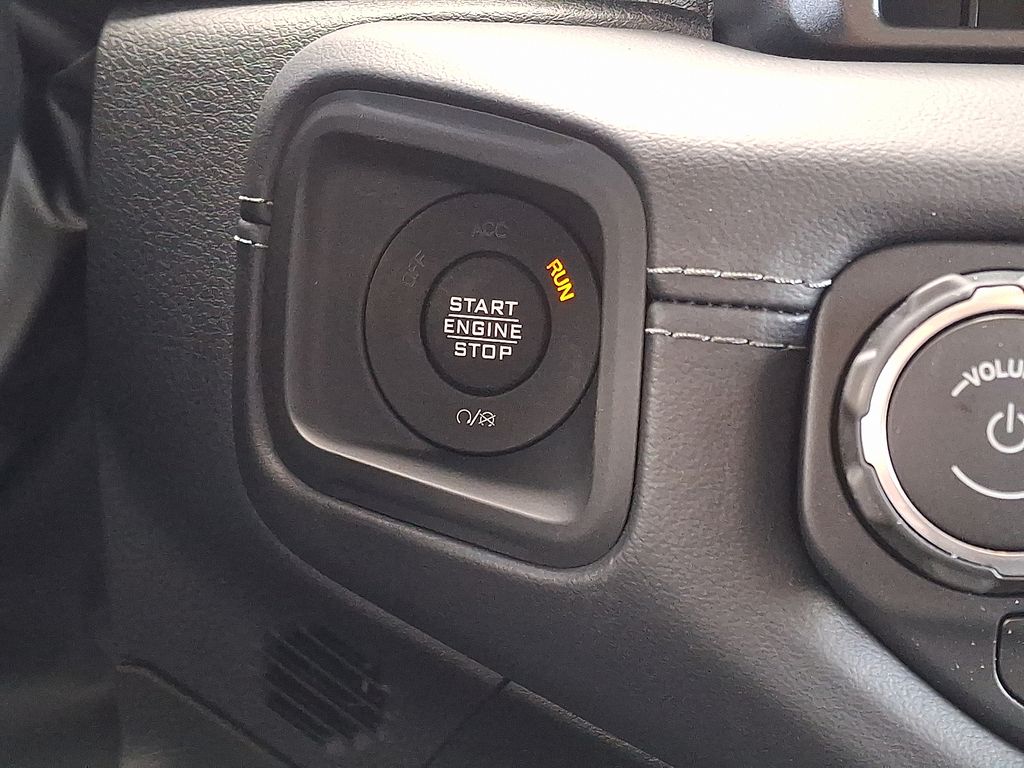 ACC
OFF
RUN
START
ENGINE
STOP
VOLU